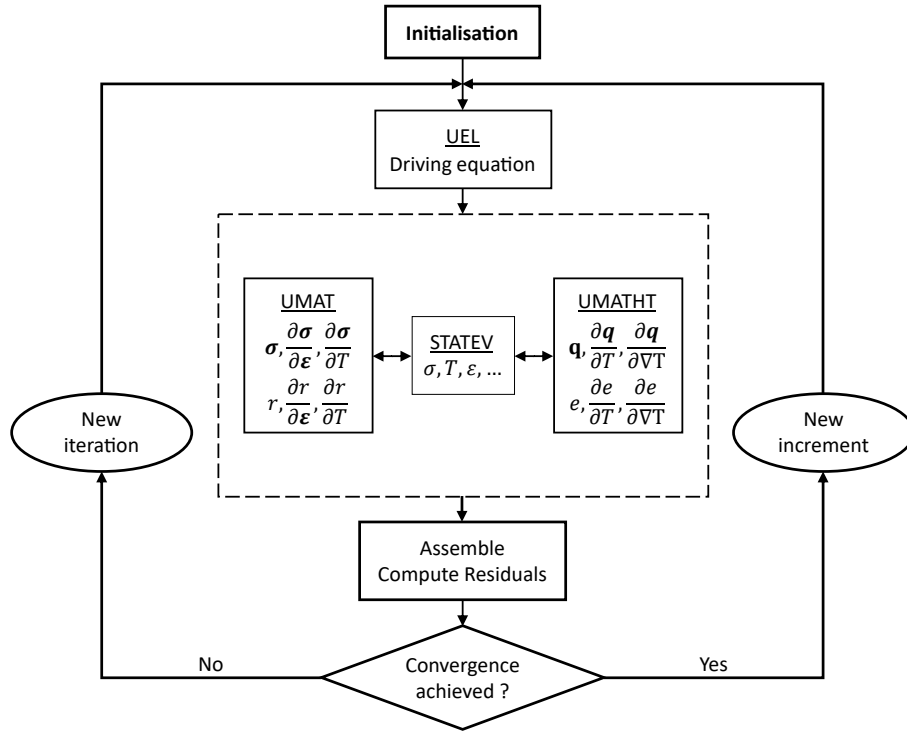 Initialisation
UEL
Driving equation
UMAT
𝝈, ∂𝝈/∂𝜺, ∂𝝈/∂T
r, ∂r/∂𝜺, ∂r/∂T
STATEV
σ, T, ε, …
UMATHT
𝐪, ∂𝒒/∂T, ∂𝒒/∂∇T
e, ∂e/∂T, ∂e/∂∇T
New
iteration
New
increment
Assemble
Compute Residuals
No
Convergence
achieved ?
Yes